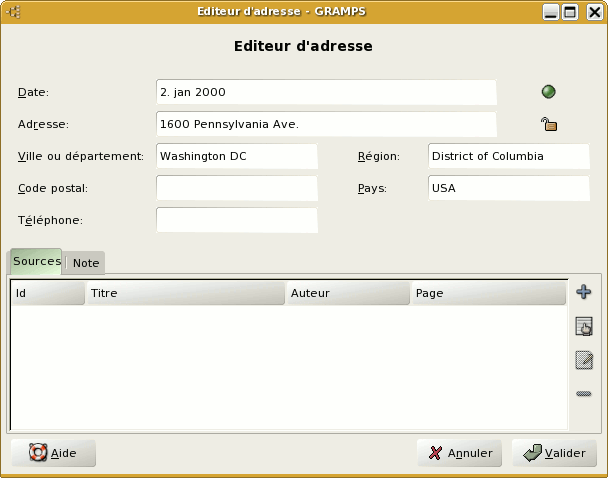 Editeur d'adresse - GRAMPS
Editeur d'adresse
Date: 2. jan 2000
Adresse: 1600 Pennsylvania Ave.
Ville ou département: Washington DC Région: District of Columbia
Code postal: Pays: USA
Téléphone:
Sources Note
Id Titre Auteur Page
Aide Annuler Valider